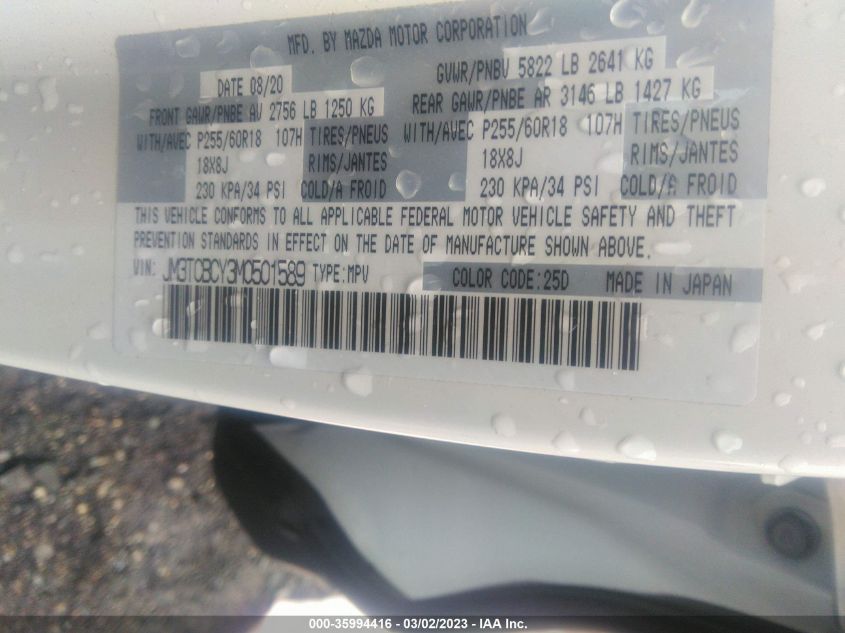 MFD. BY MAZDA MOTOR CORPORATION
DATE 08/20
GVWR/PNBV 5822 LB 2641 KG
FRONT GAWR/PNBE AV 2756 LB 1250 KG
REAR GAWR/PNBE AR 3146 LB 1427 KG
WITH/AVEC P255/60R18 107H TIRES/PNEUS WITH/AVEC P255/60R18 107H TIRES/PNEUS
18X8J RIMS/JANTES 18X8J RIMS/JANTES
230 KPA/34 PSI COLD/A FROID 230 KPA/34 PSI COLD/A FROID
THIS VEHICLE CONFORMS TO ALL APPLICABLE FEDERAL MOTOR VEHICLE SAFETY AND THEFT
PREVENTION STANDARDS IN EFFECT ON THE DATE OF MANUFACTURE SHOWN ABOVE.
VIN: JM3TCBCY3M0501589 TYPE:MPV COLOR CODE:25D MADE IN JAPAN
000-35994416 - 03/02/2023 - IAA Inc.